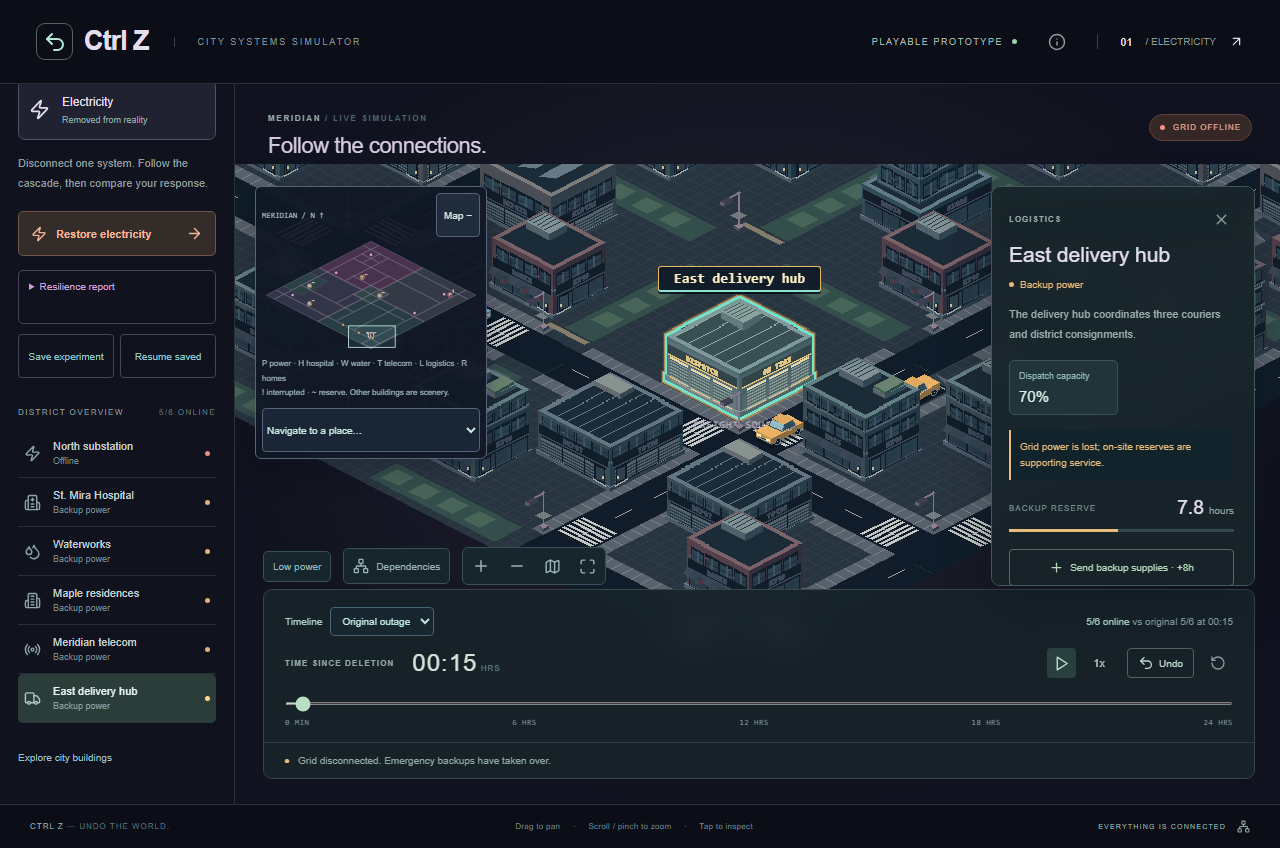 Ctrl Z
CITY SYSTEMS SIMULATOR
PLAYABLE PROTOTYPE
01 / ELECTRICITY
Electricity
Removed from reality
Disconnect one system. Follow the
cascade, then compare your response.
Restore electricity
Resilience report
Save experiment
Resume saved
DISTRICT OVERVIEW
5/6 ONLINE
North substation
Offline
St. Mira Hospital
Backup power
Waterworks
Backup power
Maple residences
Backup power
Meridian telecom
Backup power
East delivery hub
Backup power
Explore city buildings
MERIDIAN / LIVE SIMULATION
Follow the connections.
GRID OFFLINE
MERIDIAN / N ↑
Map −
P power · H hospital · W water · T telecom · L logistics · R
homes
! interrupted · ~ reserve. Other buildings are scenery.
Navigate to a place...
East delivery hub
DISPATCH
LOGISTICS
East delivery hub
Backup power
The delivery hub coordinates three couriers
and district consignments.
Dispatch capacity
70%
Grid power is lost; on-site reserves are
supporting service.
BACKUP RESERVE
7.8 hours
Send backup supplies · +8h
Low power
Dependencies
Timeline
Original outage
5/6 online vs original 5/6 at 00:15
TIME SINCE DELETION
00:15 HRS
1x
Undo
0 MIN
6 HRS
12 HRS
18 HRS
24 HRS
Grid disconnected. Emergency backups have taken over.
CTRL Z — UNDO THE WORLD.
Drag to pan · Scroll / pinch to zoom · Tap to inspect
EVERYTHING IS CONNECTED